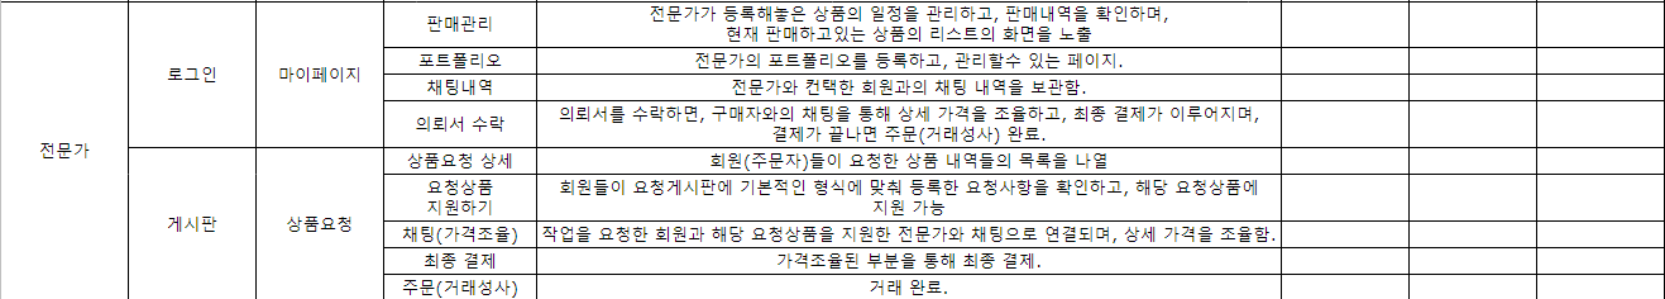 전문가
로그인
마이페이지
판매관리
전문가가 등록해놓은 상품의 일정을 관리하고, 판매내역을 확인하며,
현재 판매하고있는 상품의 리스트의 화면을 노출
포트폴리오
전문가의 포트폴리오를 등록하고, 관리할수 있는 페이지.
채팅내역
전문가와 컨택한 회원과의 채팅 내역을 보관함.
의뢰서 수락
의뢰서를 수락하면, 구매자와의 채팅을 통해 상세 가격을 조율하고, 최종 결제가 이루어지며,
결제가 끝나면 주문(거래성사) 완료.
게시판
상품요청
상품요청 상세
회원(주문자)들이 요청한 상품 내역들의 목록을 나열
요청상품
지원하기
회원들이 요청게시판에 기본적인 형식에 맞춰 등록한 요청사항을 확인하고, 해당 요청상품에
지원 가능
채팅(가격조율)
작업을 요청한 회원과 해당 요청상품을 지원한 전문가와 채팅으로 연결되며, 상세 가격을 조율함.
최종 결제
가격조율된 부분을 통해 최종 결제.
주문(거래성사)
거래 완료.